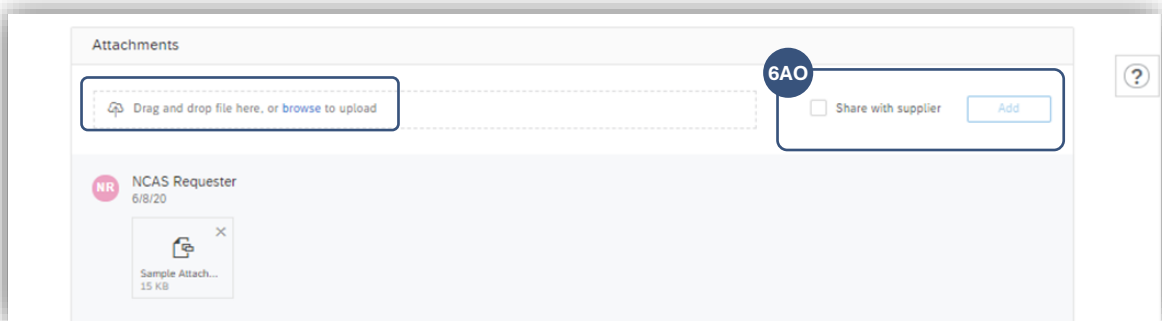 Attachments
6AO
Drag and drop file here, or browse to upload
Share with supplier
Add
?
NR
NCAS Requester
6/8/20
Sample Attach...
15 KB